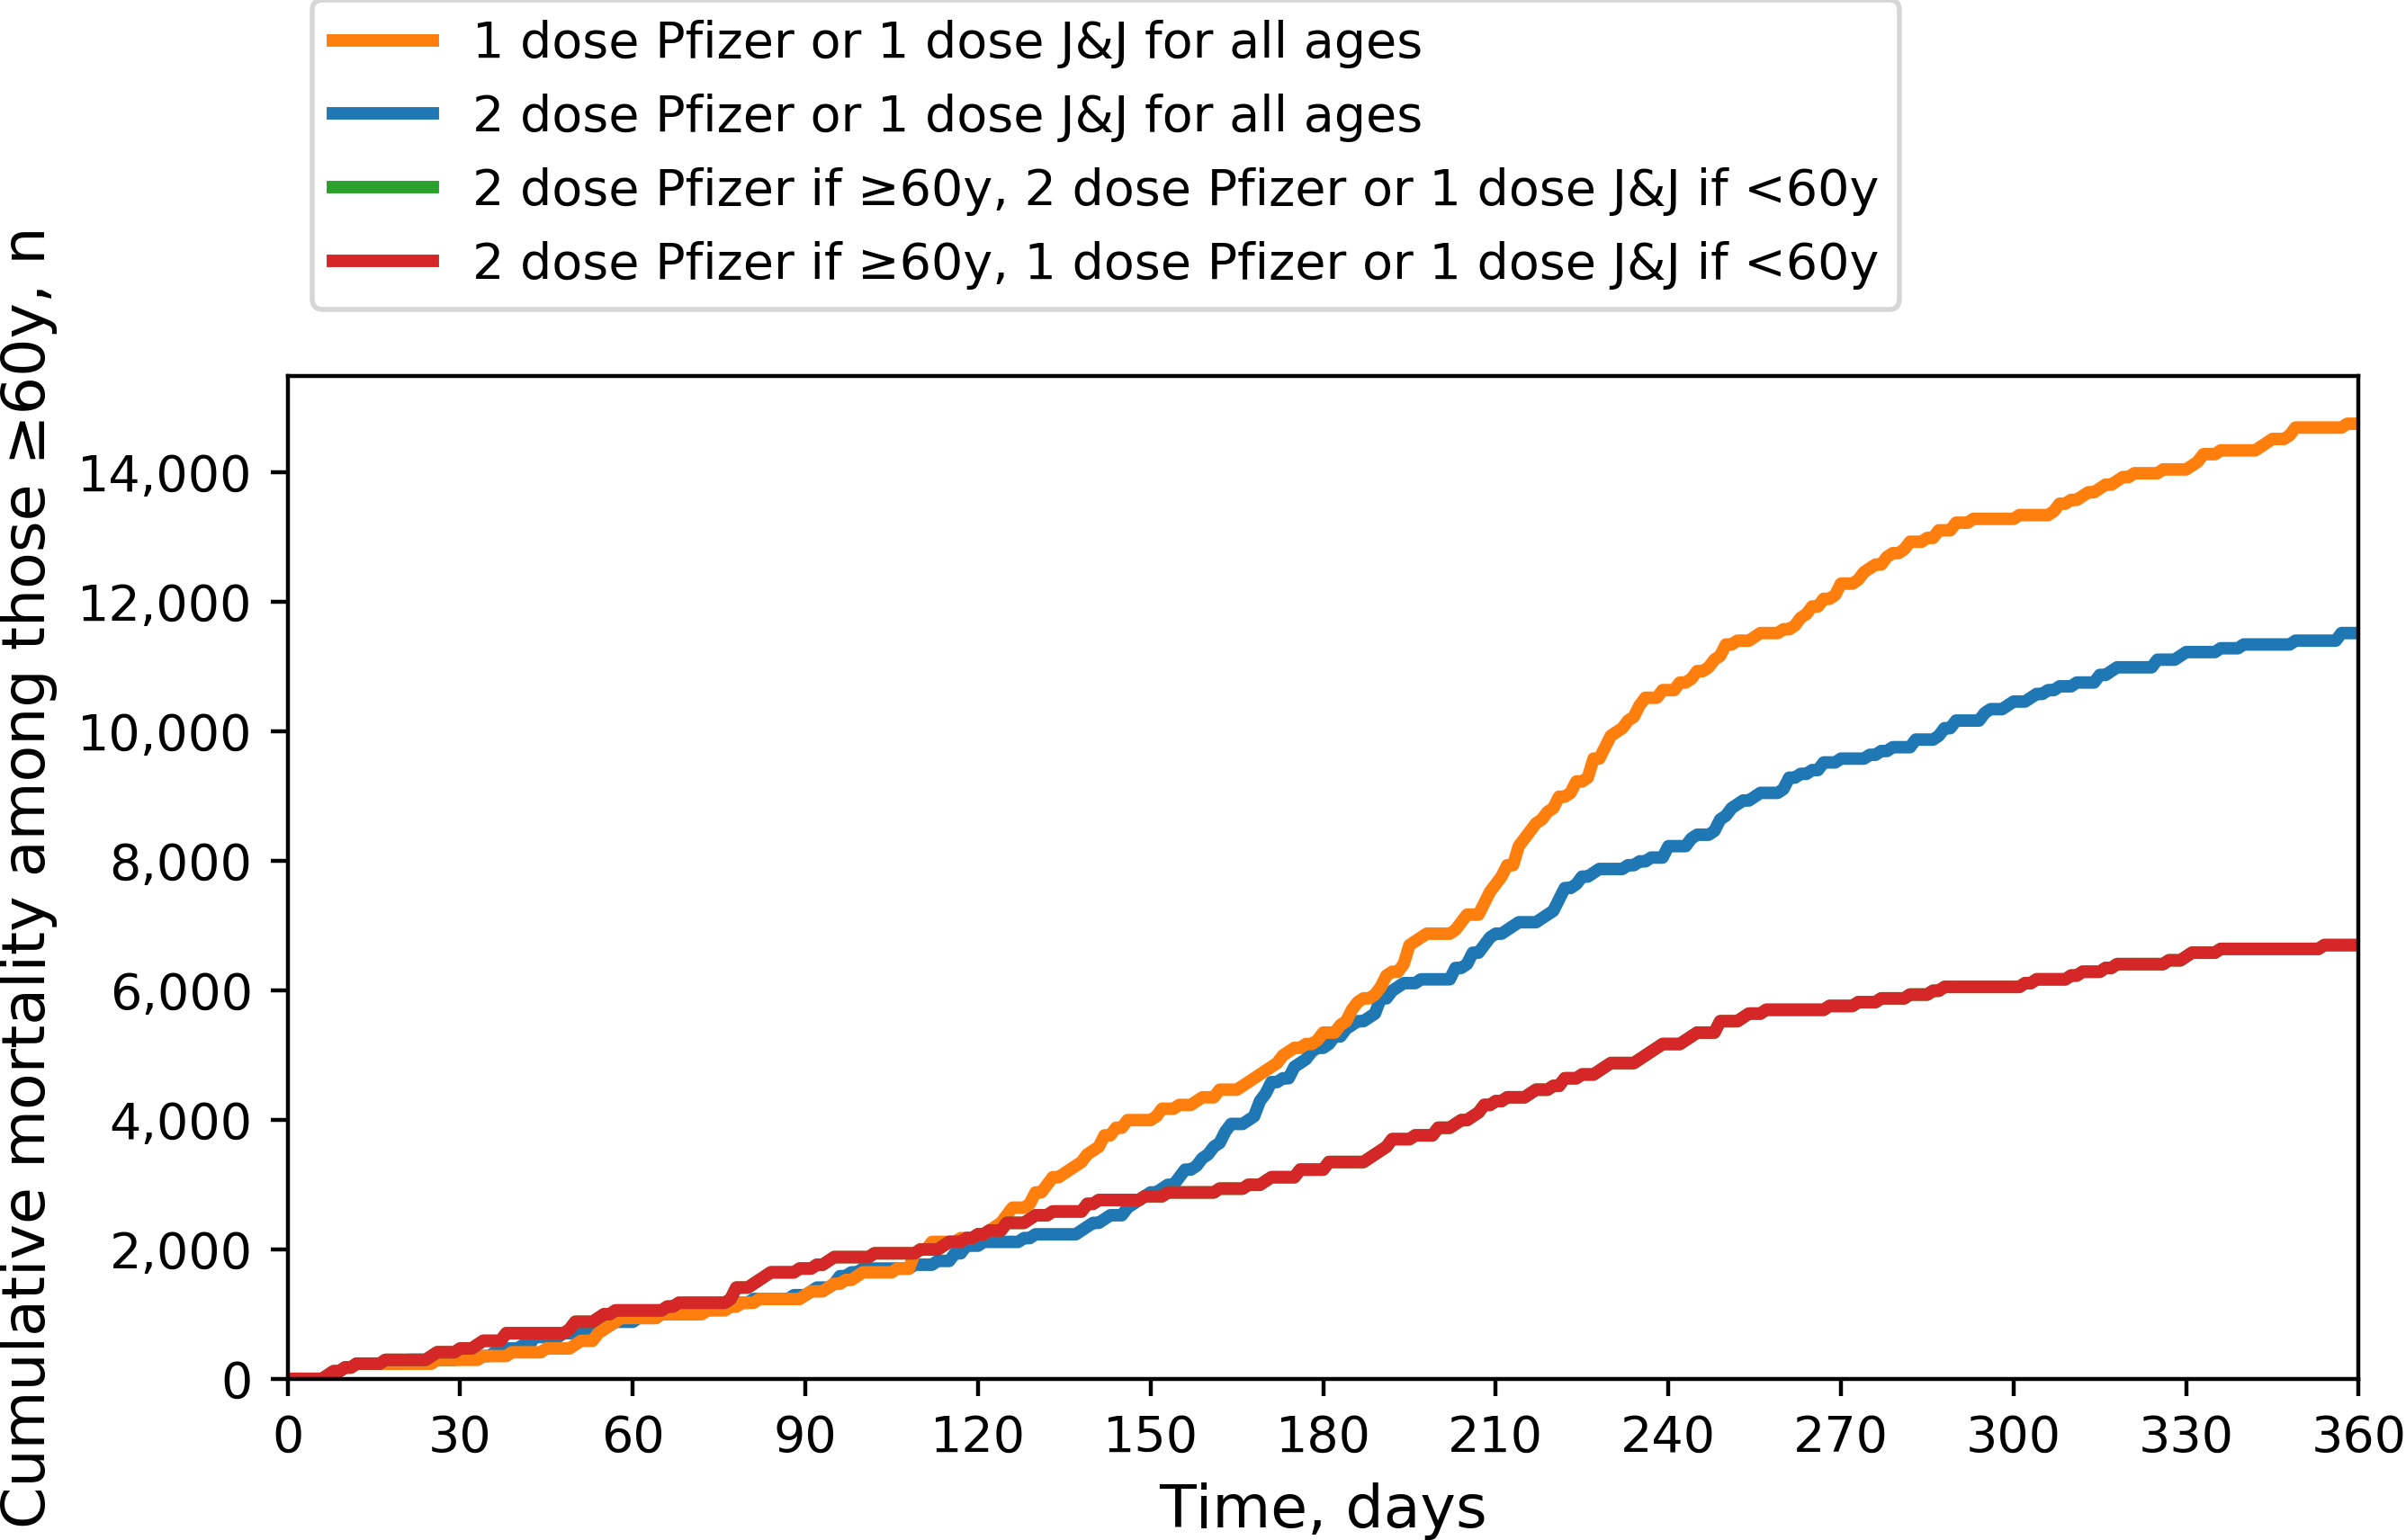 1 dose Pfizer or 1 dose J&J for all ages
2 dose Pfizer or 1 dose J&J for all ages
2 dose Pfizer if ≥60y, 2 dose Pfizer or 1 dose J&J if <60y
2 dose Pfizer if ≥60y, 1 dose Pfizer or 1 dose J&J if <60y
Cumulative mortality among those ≥60y, n
14,000
12,000
10,000
8,000
6,000
4,000
2,000
0
0 30 60 90 120 150 180 210 240 270 300 330 360
Time, days